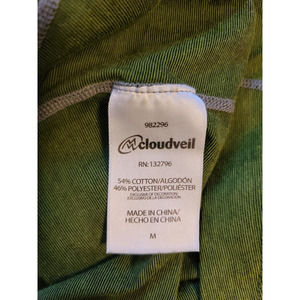 982296
cloudveil
RN: 132796
54% COTTON/ALGODÓN
46% POLYESTER/POLIÉSTER
EXCLUSIVE OF DECORATION/
EXCLUSIVA DE LA DECORACIÓN
MADE IN CHINA/
HECHO EN CHINA
M